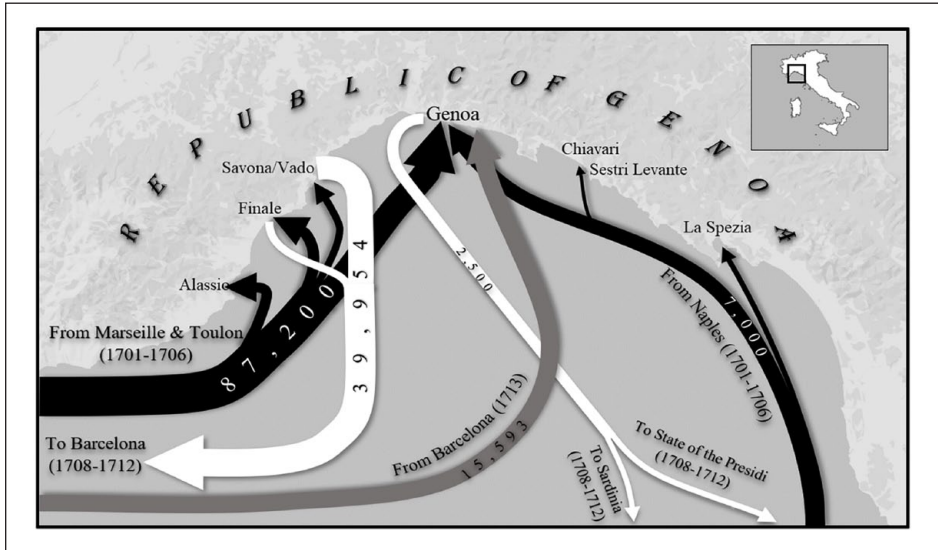 REPUBLIC OF GENOA
Genoa
Chiavari
Sestri Levante
Savona/Vado
Finale
La Spezia
Alassio
From Marseille & Toulon
(1701-1706)
87,200
39,954
2,500
From Naples (1701-1706)
7,000
To Barcelona
(1708-1712)
From Barcelona (1713)
15,593
To Sardinia
(1708-1712)
To State of the Presidi
(1708-1712)